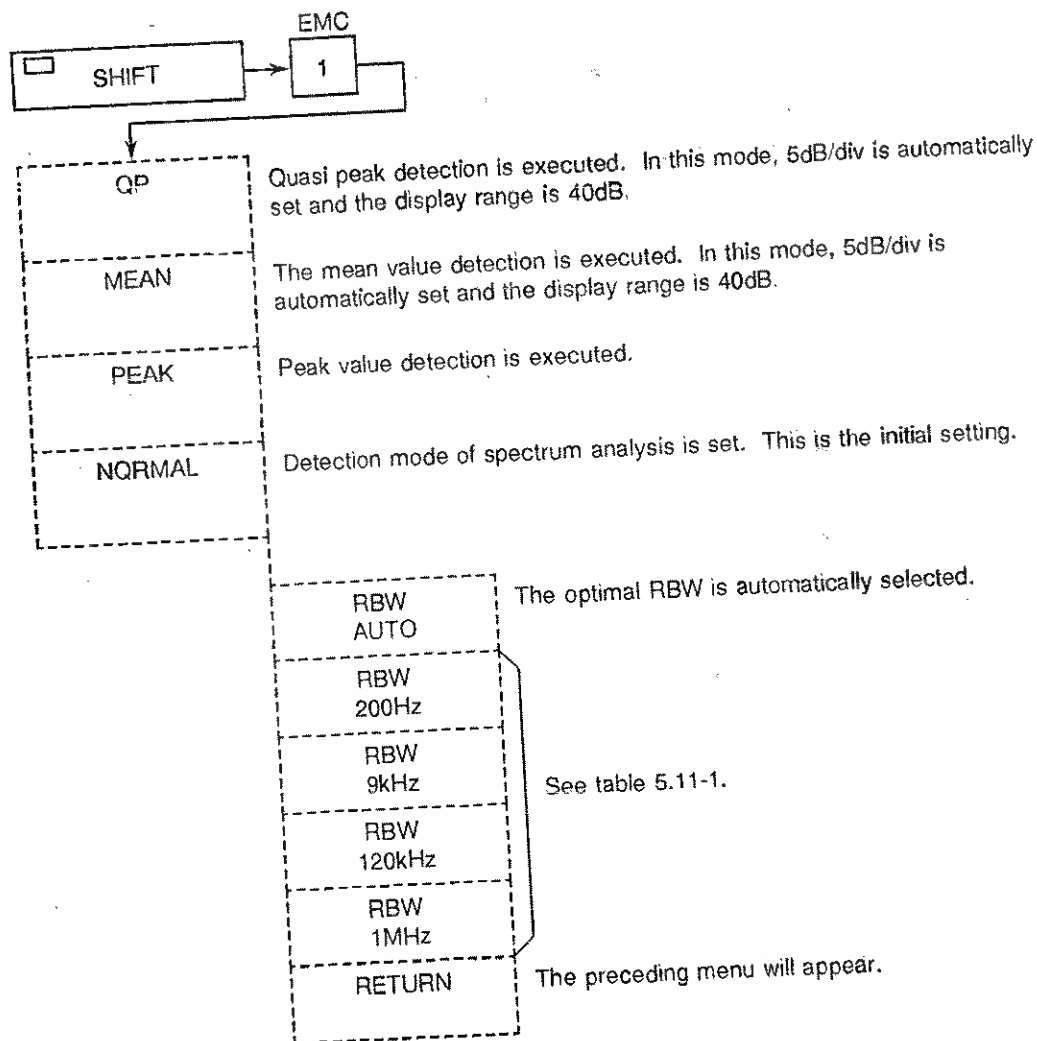 EMC
SHIFT
1
QP
Quasi peak detection is executed. In this mode, 5dB/div is automatically
set and the display range is 40dB.
MEAN
The mean value detection is executed. In this mode, 5dB/div is
automatically set and the display range is 40dB.
PEAK
Peak value detection is executed.
NORMAL
Detection mode of spectrum analysis is set. This is the initial setting.
RBW
AUTO
The optimal RBW is automatically selected.
RBW
200Hz
RBW
9kHz
See table 5.11-1.
RBW
120kHz
RBW
1MHz
RETURN
The preceding menu will appear.